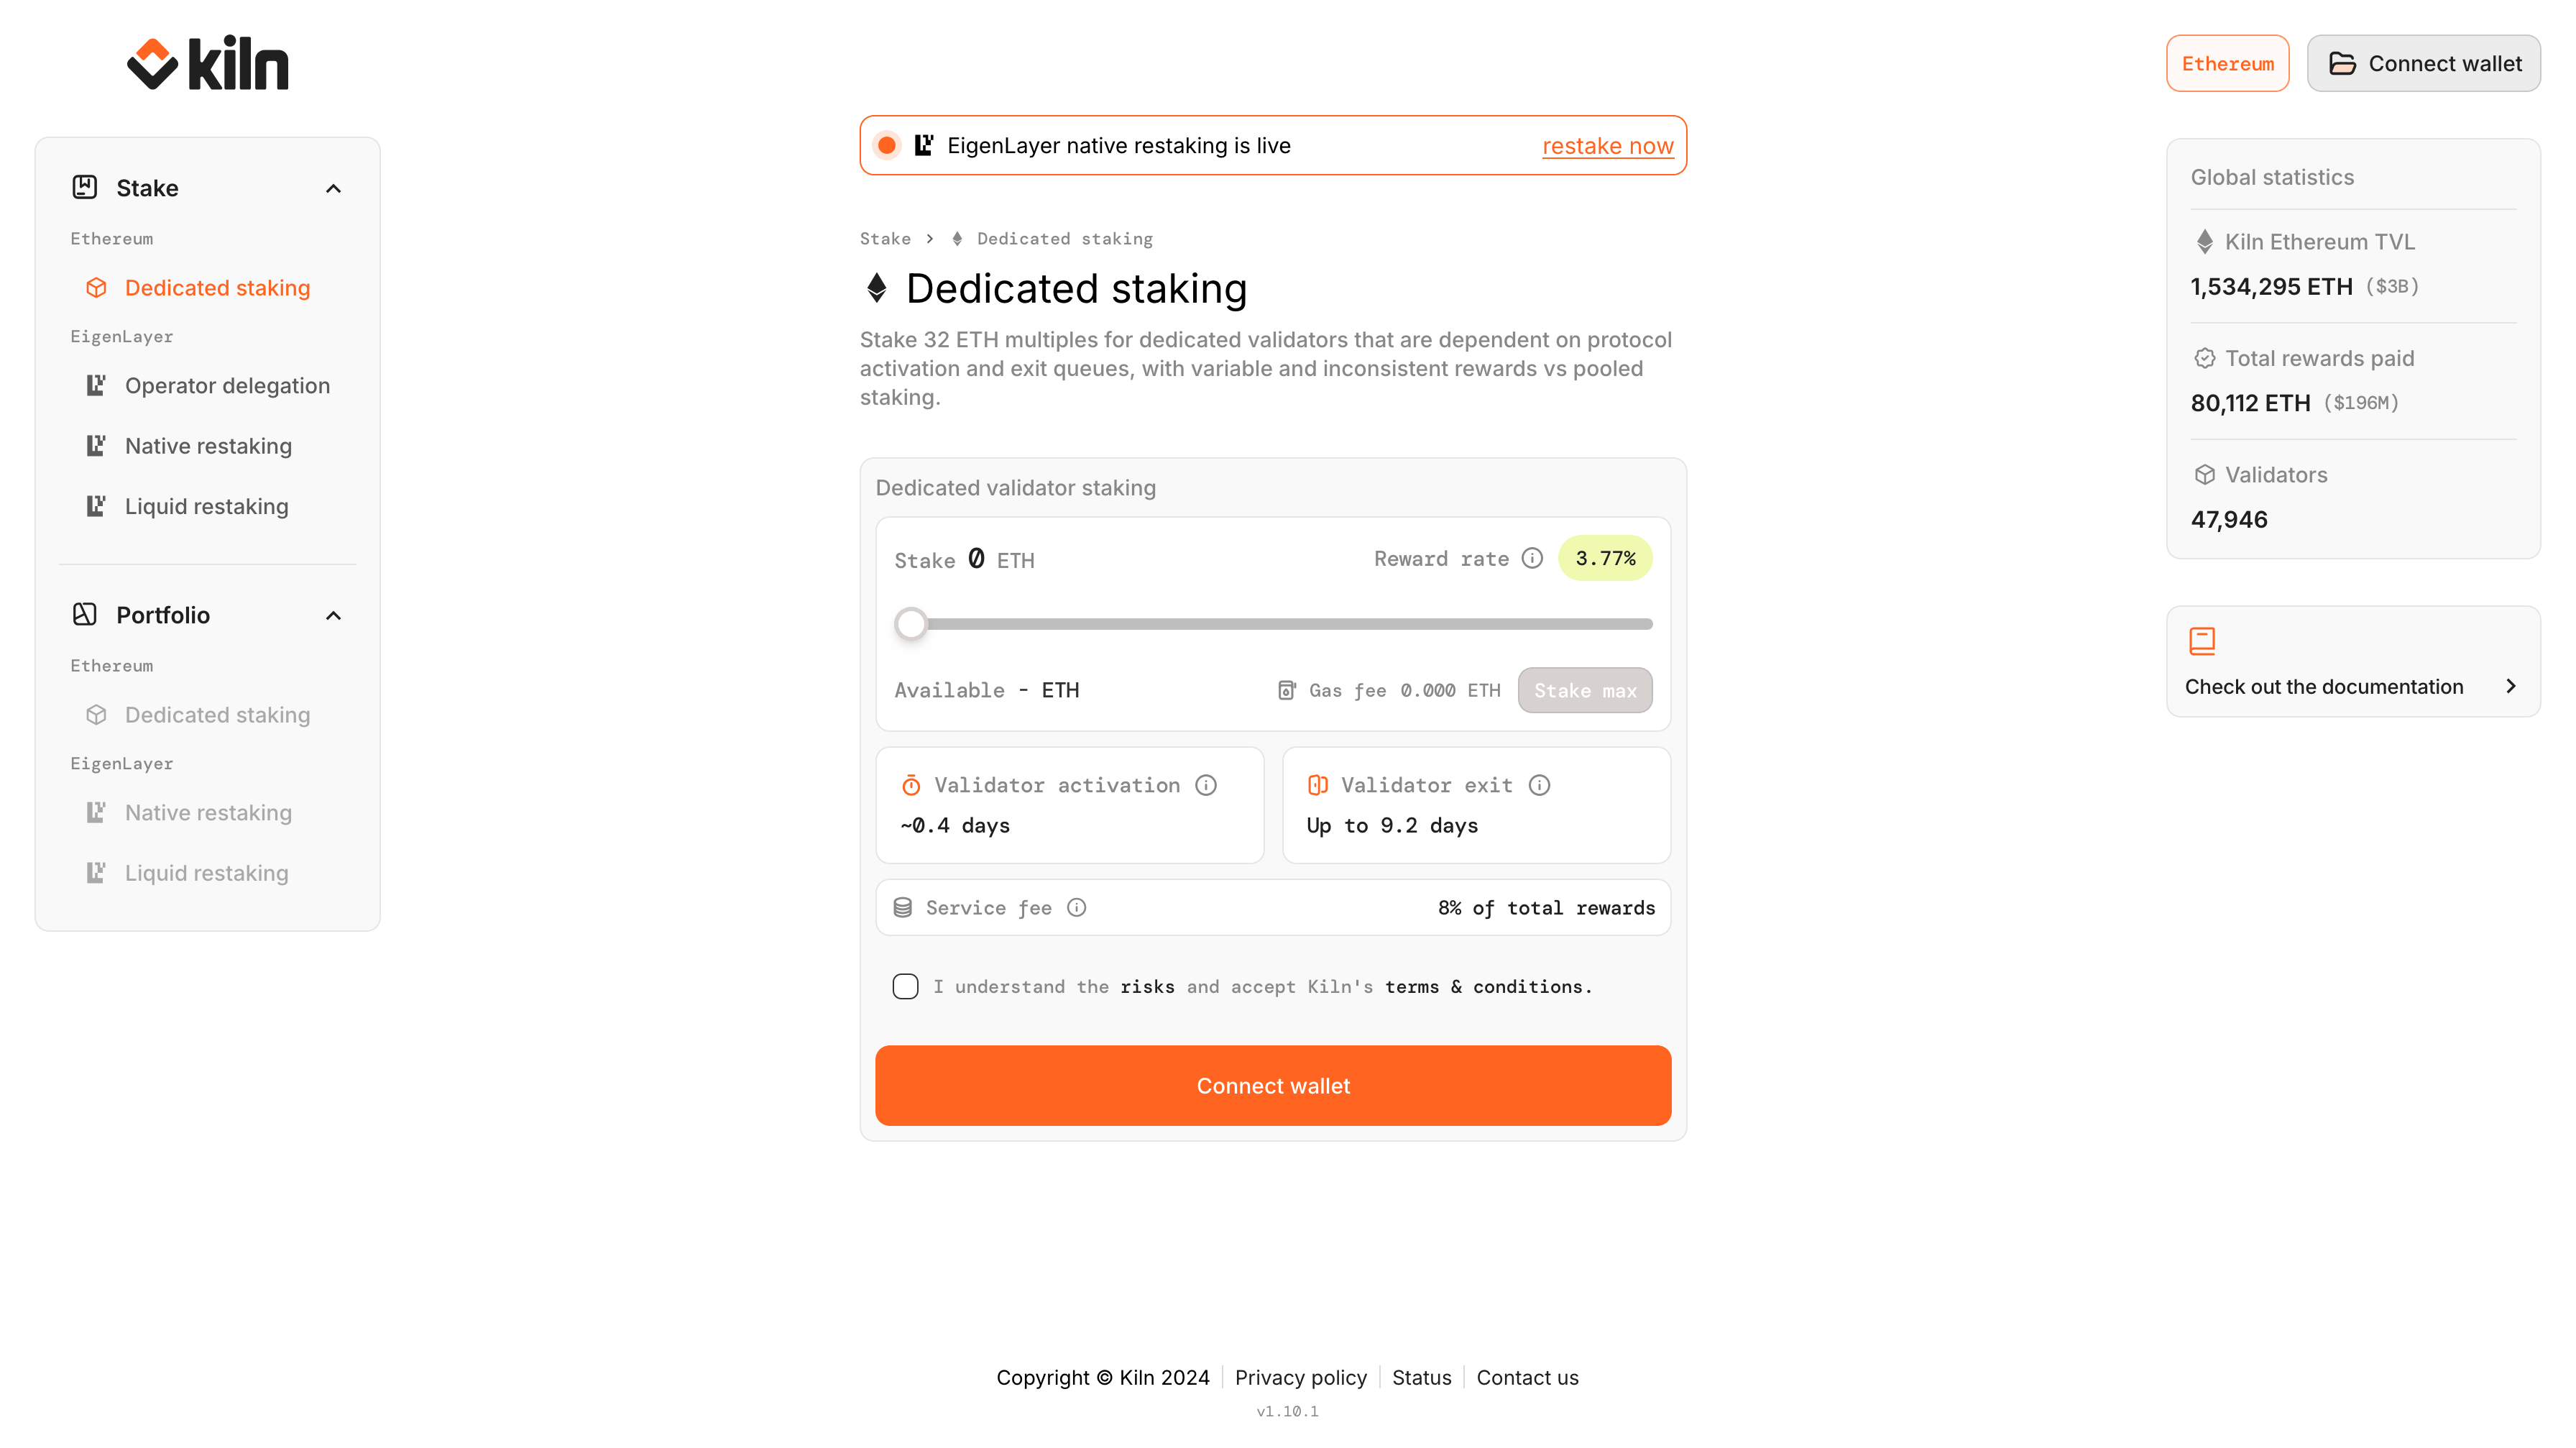 kiln
Ethereum
Connect wallet
EigenLayer native restaking is live
restake now
Stake
Ethereum
Dedicated staking
EigenLayer
Operator delegation
Native restaking
Liquid restaking
Portfolio
Ethereum
Dedicated staking
EigenLayer
Native restaking
Liquid restaking
Stake > Dedicated staking
Dedicated staking
Stake 32 ETH multiples for dedicated validators that are dependent on protocol
activation and exit queues, with variable and inconsistent rewards vs pooled
staking.
Dedicated validator staking
Stake 0 ETH
Reward rate 3.77%
Available - ETH
Gas fee 0.000 ETH
Stake max
Validator activation
~0.4 days
Validator exit
Up to 9.2 days
Service fee
8% of total rewards
I understand the risks and accept Kiln's terms & conditions.
Connect wallet
Global statistics
Kiln Ethereum TVL
1,534,295 ETH ($3B)
Total rewards paid
80,112 ETH ($196M)
Validators
47,946
Check out the documentation
Copyright © Kiln 2024
Privacy policy
Status
Contact us
v1.10.1